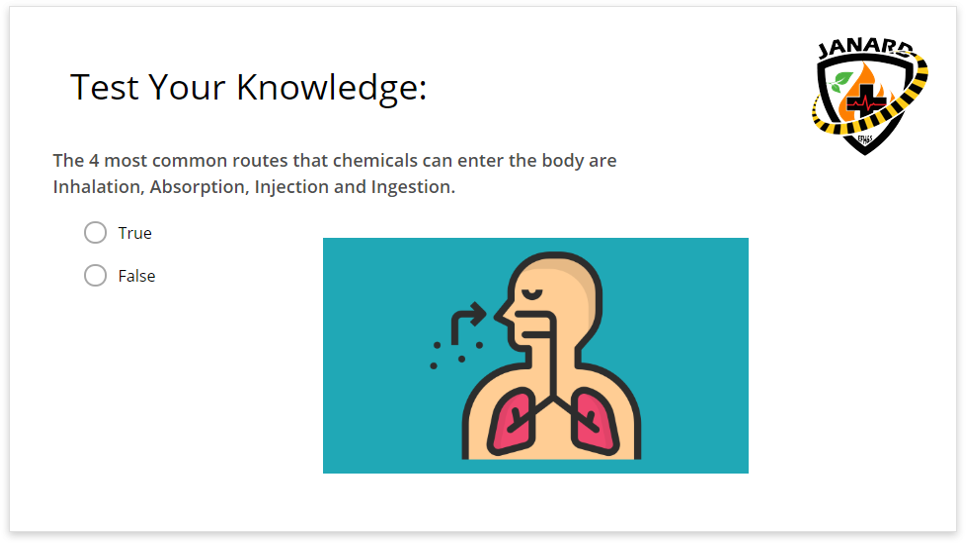 JANARD
Test Your Knowledge:
The 4 most common routes that chemicals can enter the body are
Inhalation, Absorption, Injection and Ingestion.
True
False